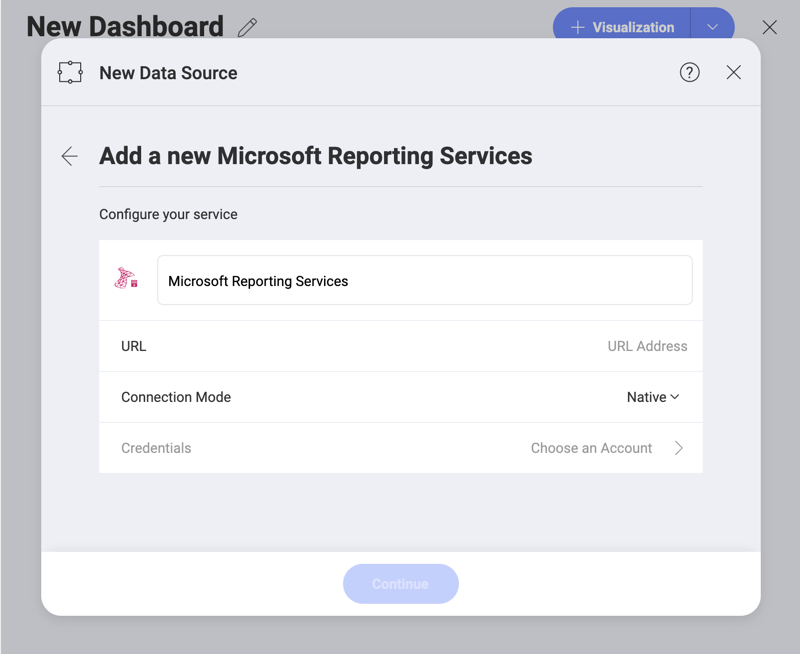 New Dashboard
+ Visualization
New Data Source
?
Add a new Microsoft Reporting Services
Configure your service
Microsoft Reporting Services
URL URL Address
Connection Mode Native
Credentials Choose an Account
Continue